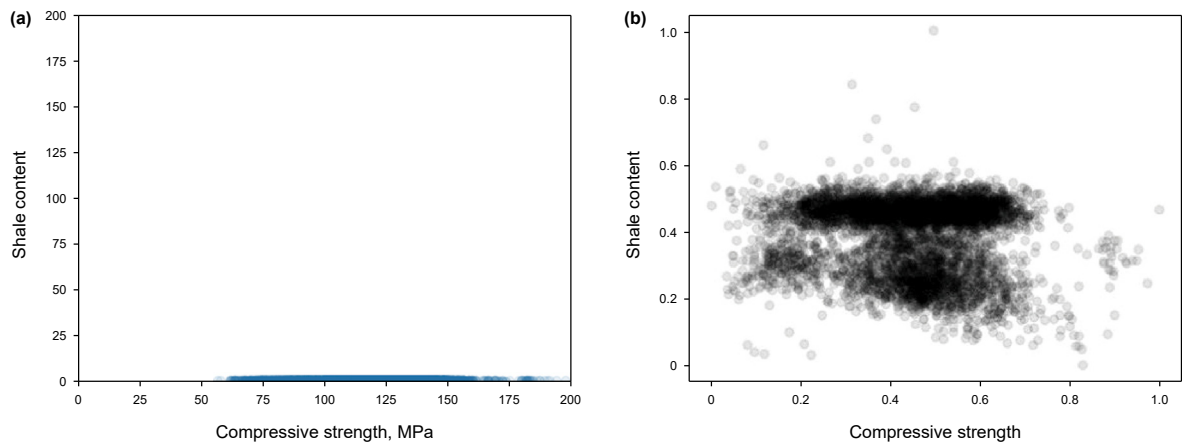 (a)
200
175
150
125
100
75
50
25
0
Shale content
0 25 50 75 100 125 150 175 200
Compressive strength, MPa
(b)
1.0
0.8
0.6
0.4
0.2
0
Shale content
0 0.2 0.4 0.6 0.8 1.0
Compressive strength